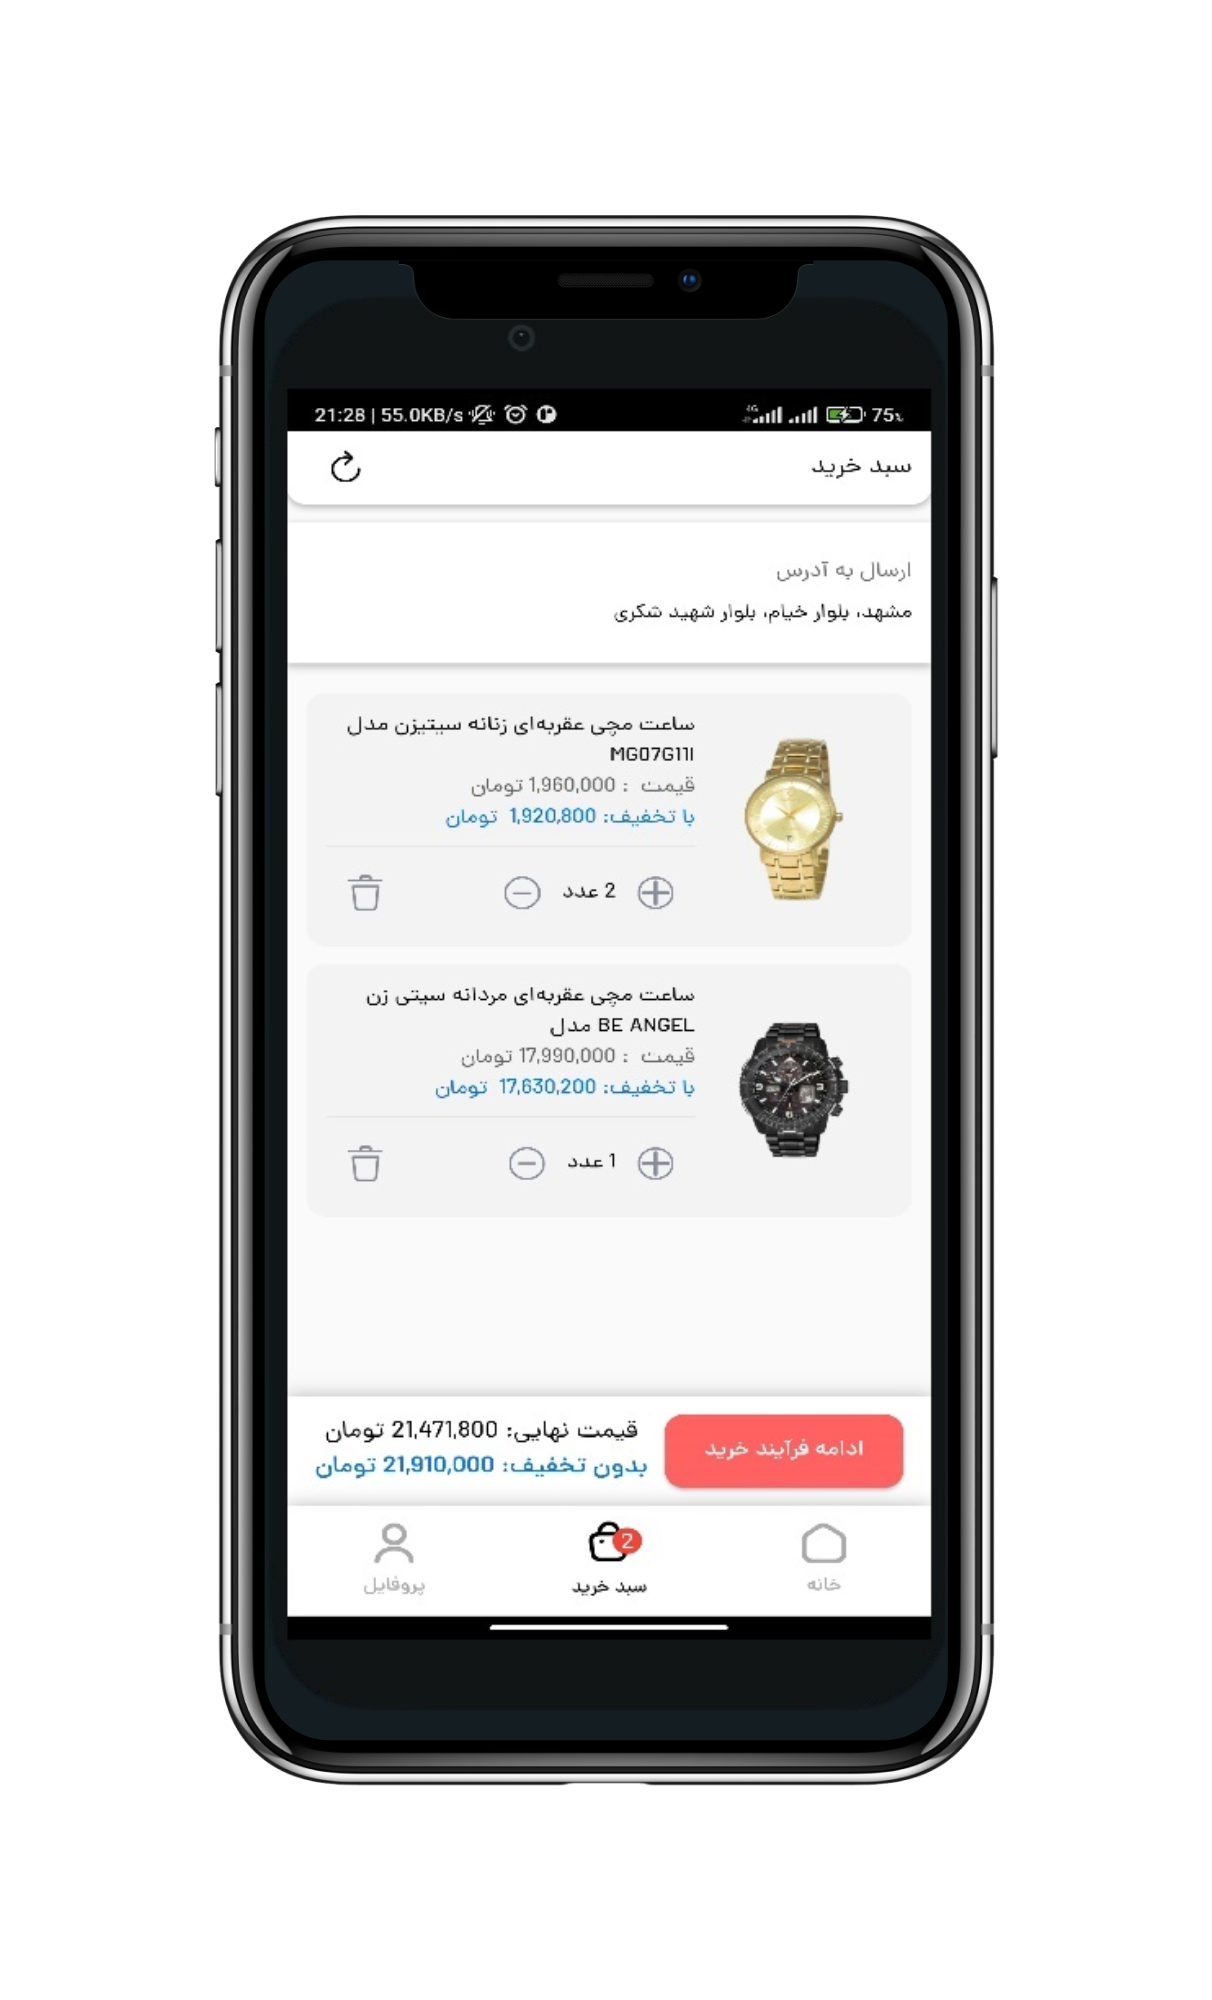 21:28 | 55.0KB/s
4G
75%
سبد خرید
ارسال به آدرس
مشهد، بلوار خیام، بلوار شهید شکری
ساعت مچی عقربه‌ای زنانه سیتیزن مدل
MG07G11I
قیمت : 1,960,000 تومان
با تخفیف: 1,920,800 تومان
2 عدد
ساعت مچی عقربه‌ای مردانه سیتی زن
مدل BE ANGEL
قیمت : 17,990,000 تومان
با تخفیف: 17,630,200 تومان
1 عدد
ادامه فرآیند خرید
قیمت نهایی: 21,471,800 تومان
بدون تخفیف: 21,910,000 تومان
خانه
2
سبد خرید
پروفایل